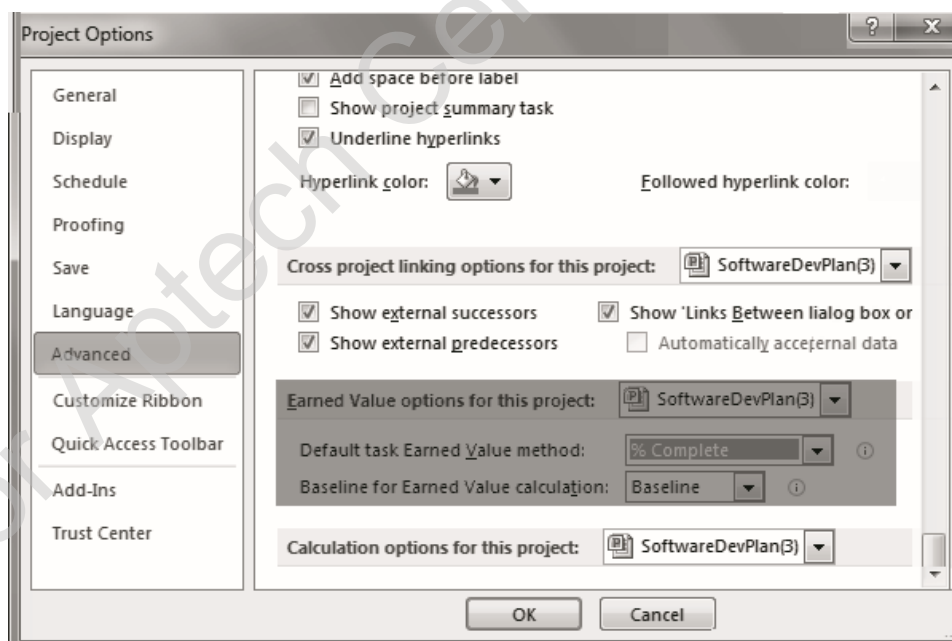 Project Options
General
Display
Schedule
Proofing
Save
Language
Advanced
Customize Ribbon
Quick Access Toolbar
Add-Ins
Trust Center
Add space before label
Show project summary task
Underline hyperlinks
Hyperlink color: Followed hyperlink color:
Cross project linking options for this project: SoftwareDevPlan(3)
Show external successors Show 'Links Between lialog box or
Show external predecessors Automatically acceţernal data
Earned Value options for this project: SoftwareDevPlan(3)
Default task Earned Value method: % Complete
Baseline for Earned Value calculation: Baseline
Calculation options for this project: SoftwareDevPlan(3)
OK Cancel
or Aptech Ce